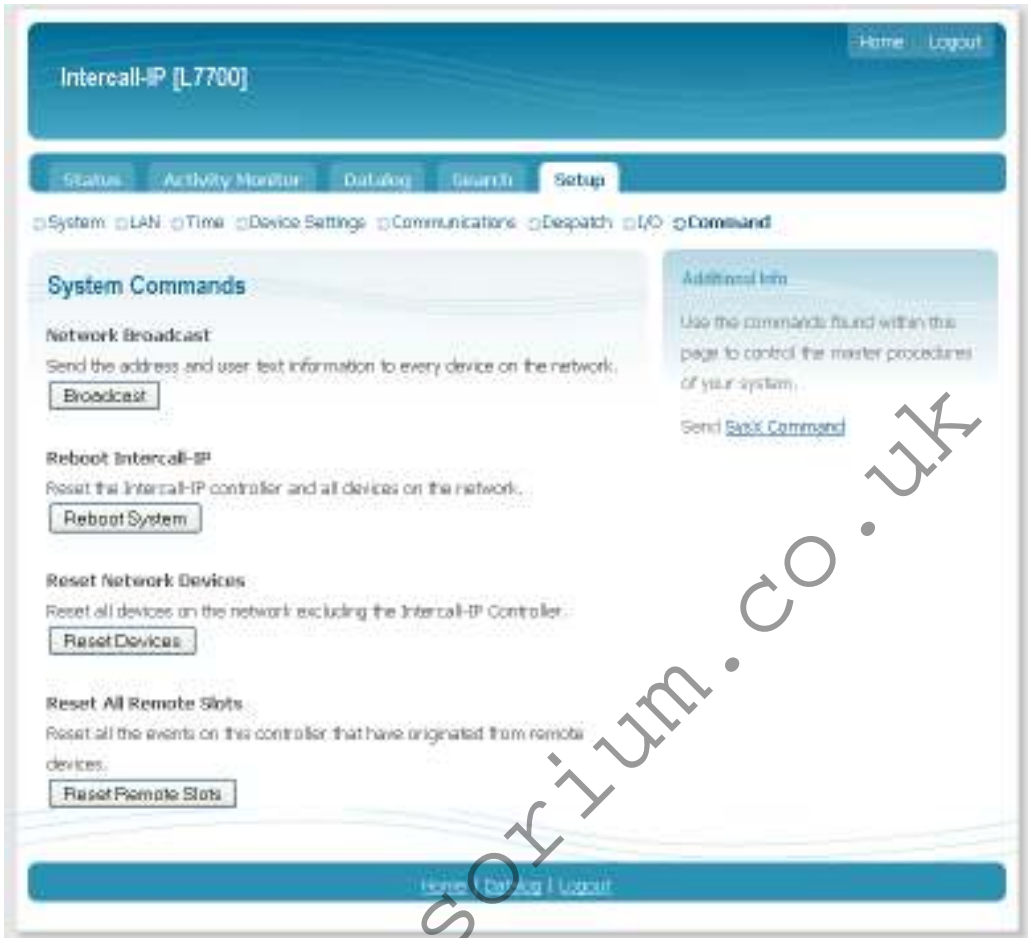 Home Logout
Intercall-IP [L7700]
Status Activity Monitor Datalog Search Setup
System LAN Time Device Settings Communications Despatch I/O Command
System Commands
Network Broadcast
Send the address and user text information to every device on the network.
Broadcast
Reboot Intercall-IP
Reset the Intercall-IP controller and all devices on the network.
Reboot System
Reset Network Devices
Reset all devices on the network excluding the Intercall-IP Controller.
Reset Devices
Reset All Remote Slots
Reset all the events on this controller that have originated from remote
devices.
Reset Remote Slots
Additional Info
Use the commands found within this
page to control the master procedures
of your system.
Send SysX Command
Home | Datalog | Logout
sorium.co.uk